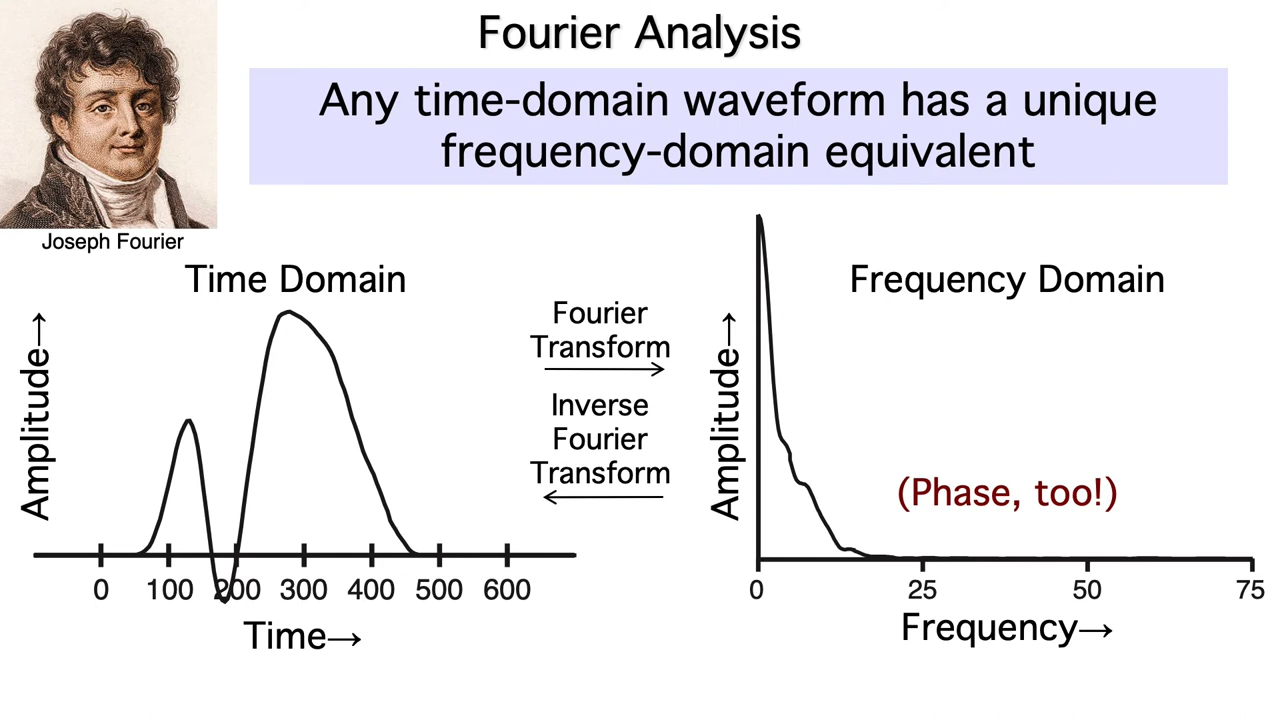 Fourier Analysis
Any time-domain waveform has a unique
frequency-domain equivalent
Joseph Fourier
Time Domain
Amplitude→
0 100 200 300 400 500 600
Time→
Fourier
Transform
Inverse
Fourier
Transform
Frequency Domain
Amplitude→
(Phase, too!)
0 25 50 75
Frequency→